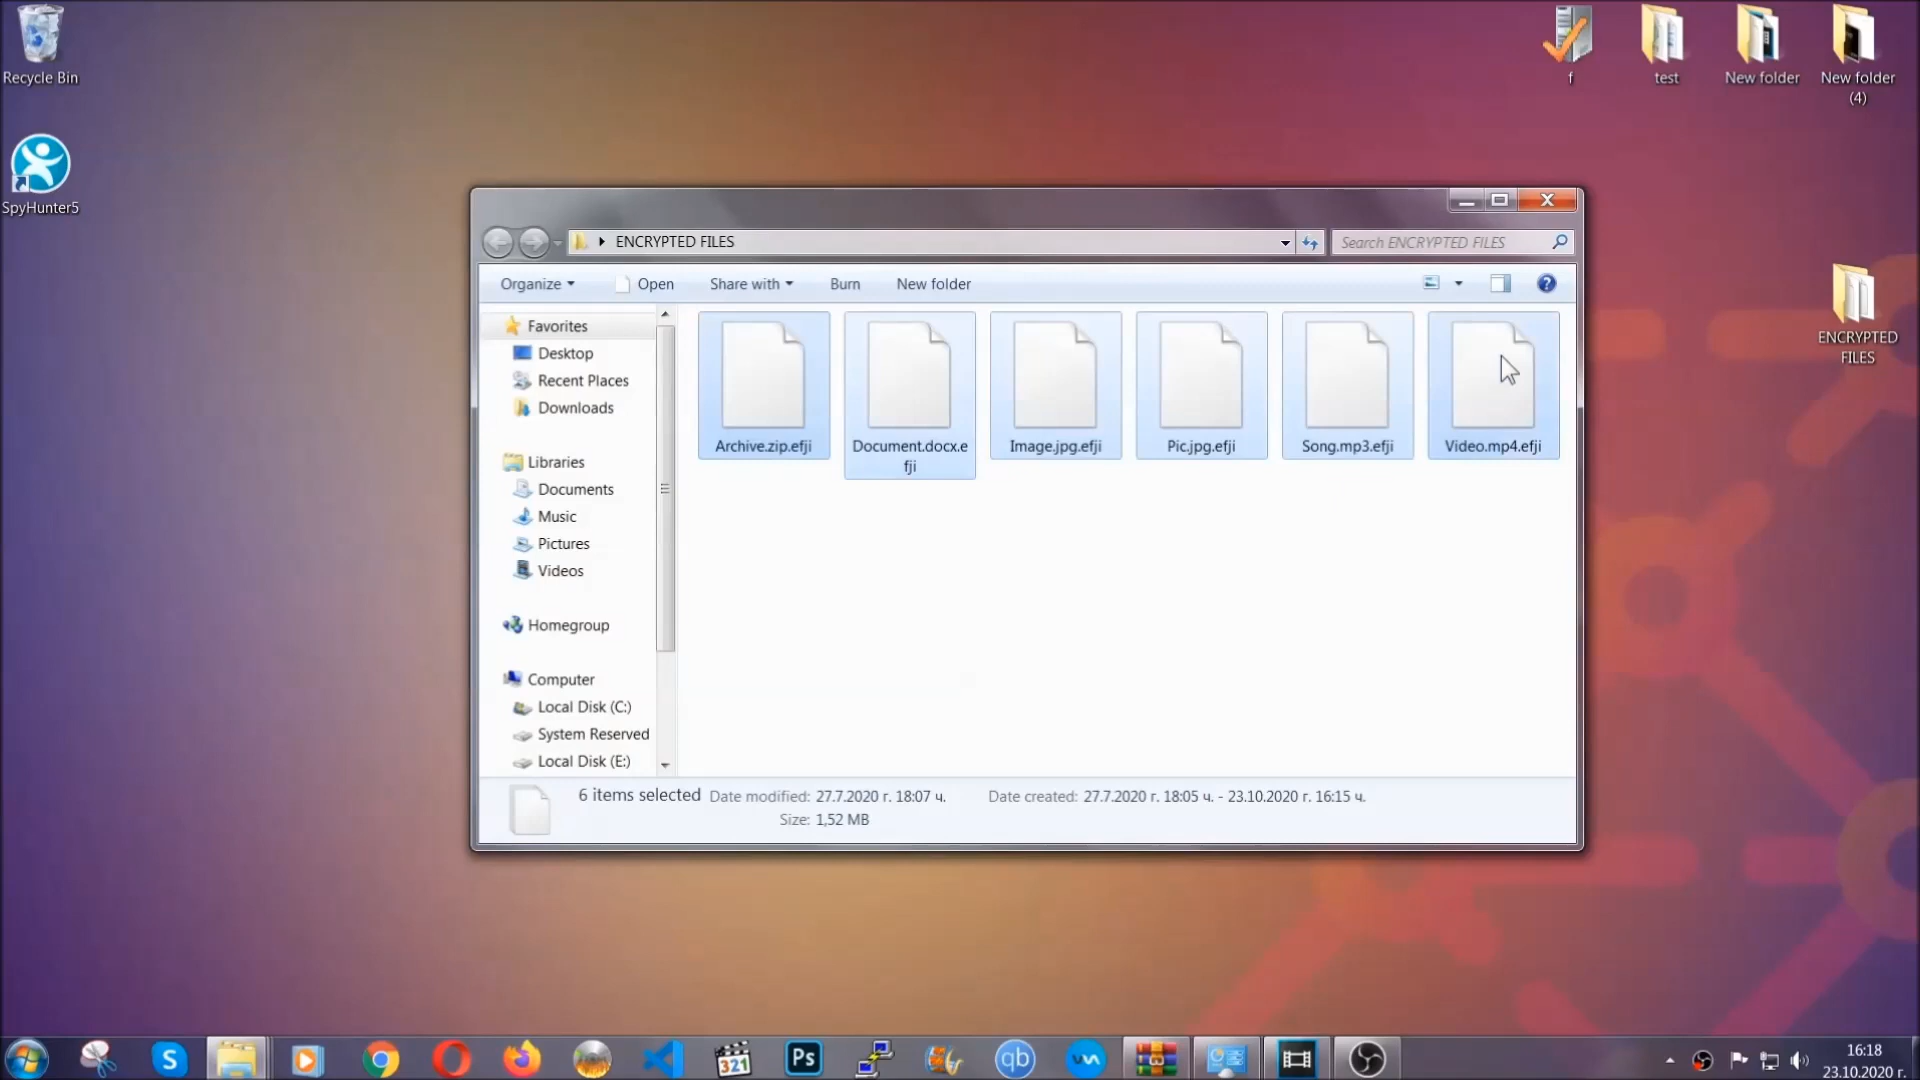 Recycle Bin
SpyHunter5
f
test
New folder
New folder
(4)
ENCRYPTED
FILES
ENCRYPTED FILES
Search ENCRYPTED FILES
Organize
Open
Share with
Burn
New folder
Favorites
Desktop
Recent Places
Downloads
Libraries
Documents
Music
Pictures
Videos
Homegroup
Computer
Local Disk (C:)
System Reserved
Local Disk (E:)
Archive.zip.efji
Document.docx.e
fji
Image.jpg.efji
Pic.jpg.efji
Song.mp3.efji
Video.mp4.efji
6 items selected Date modified: 27.7.2020 г. 18:07 ч. Date created: 27.7.2020 г. 18:05 ч. - 23.10.2020 г. 16:15 ч.
Size: 1,52 MB
S
321
Ps
qb
16:18
23.10.2020 г.